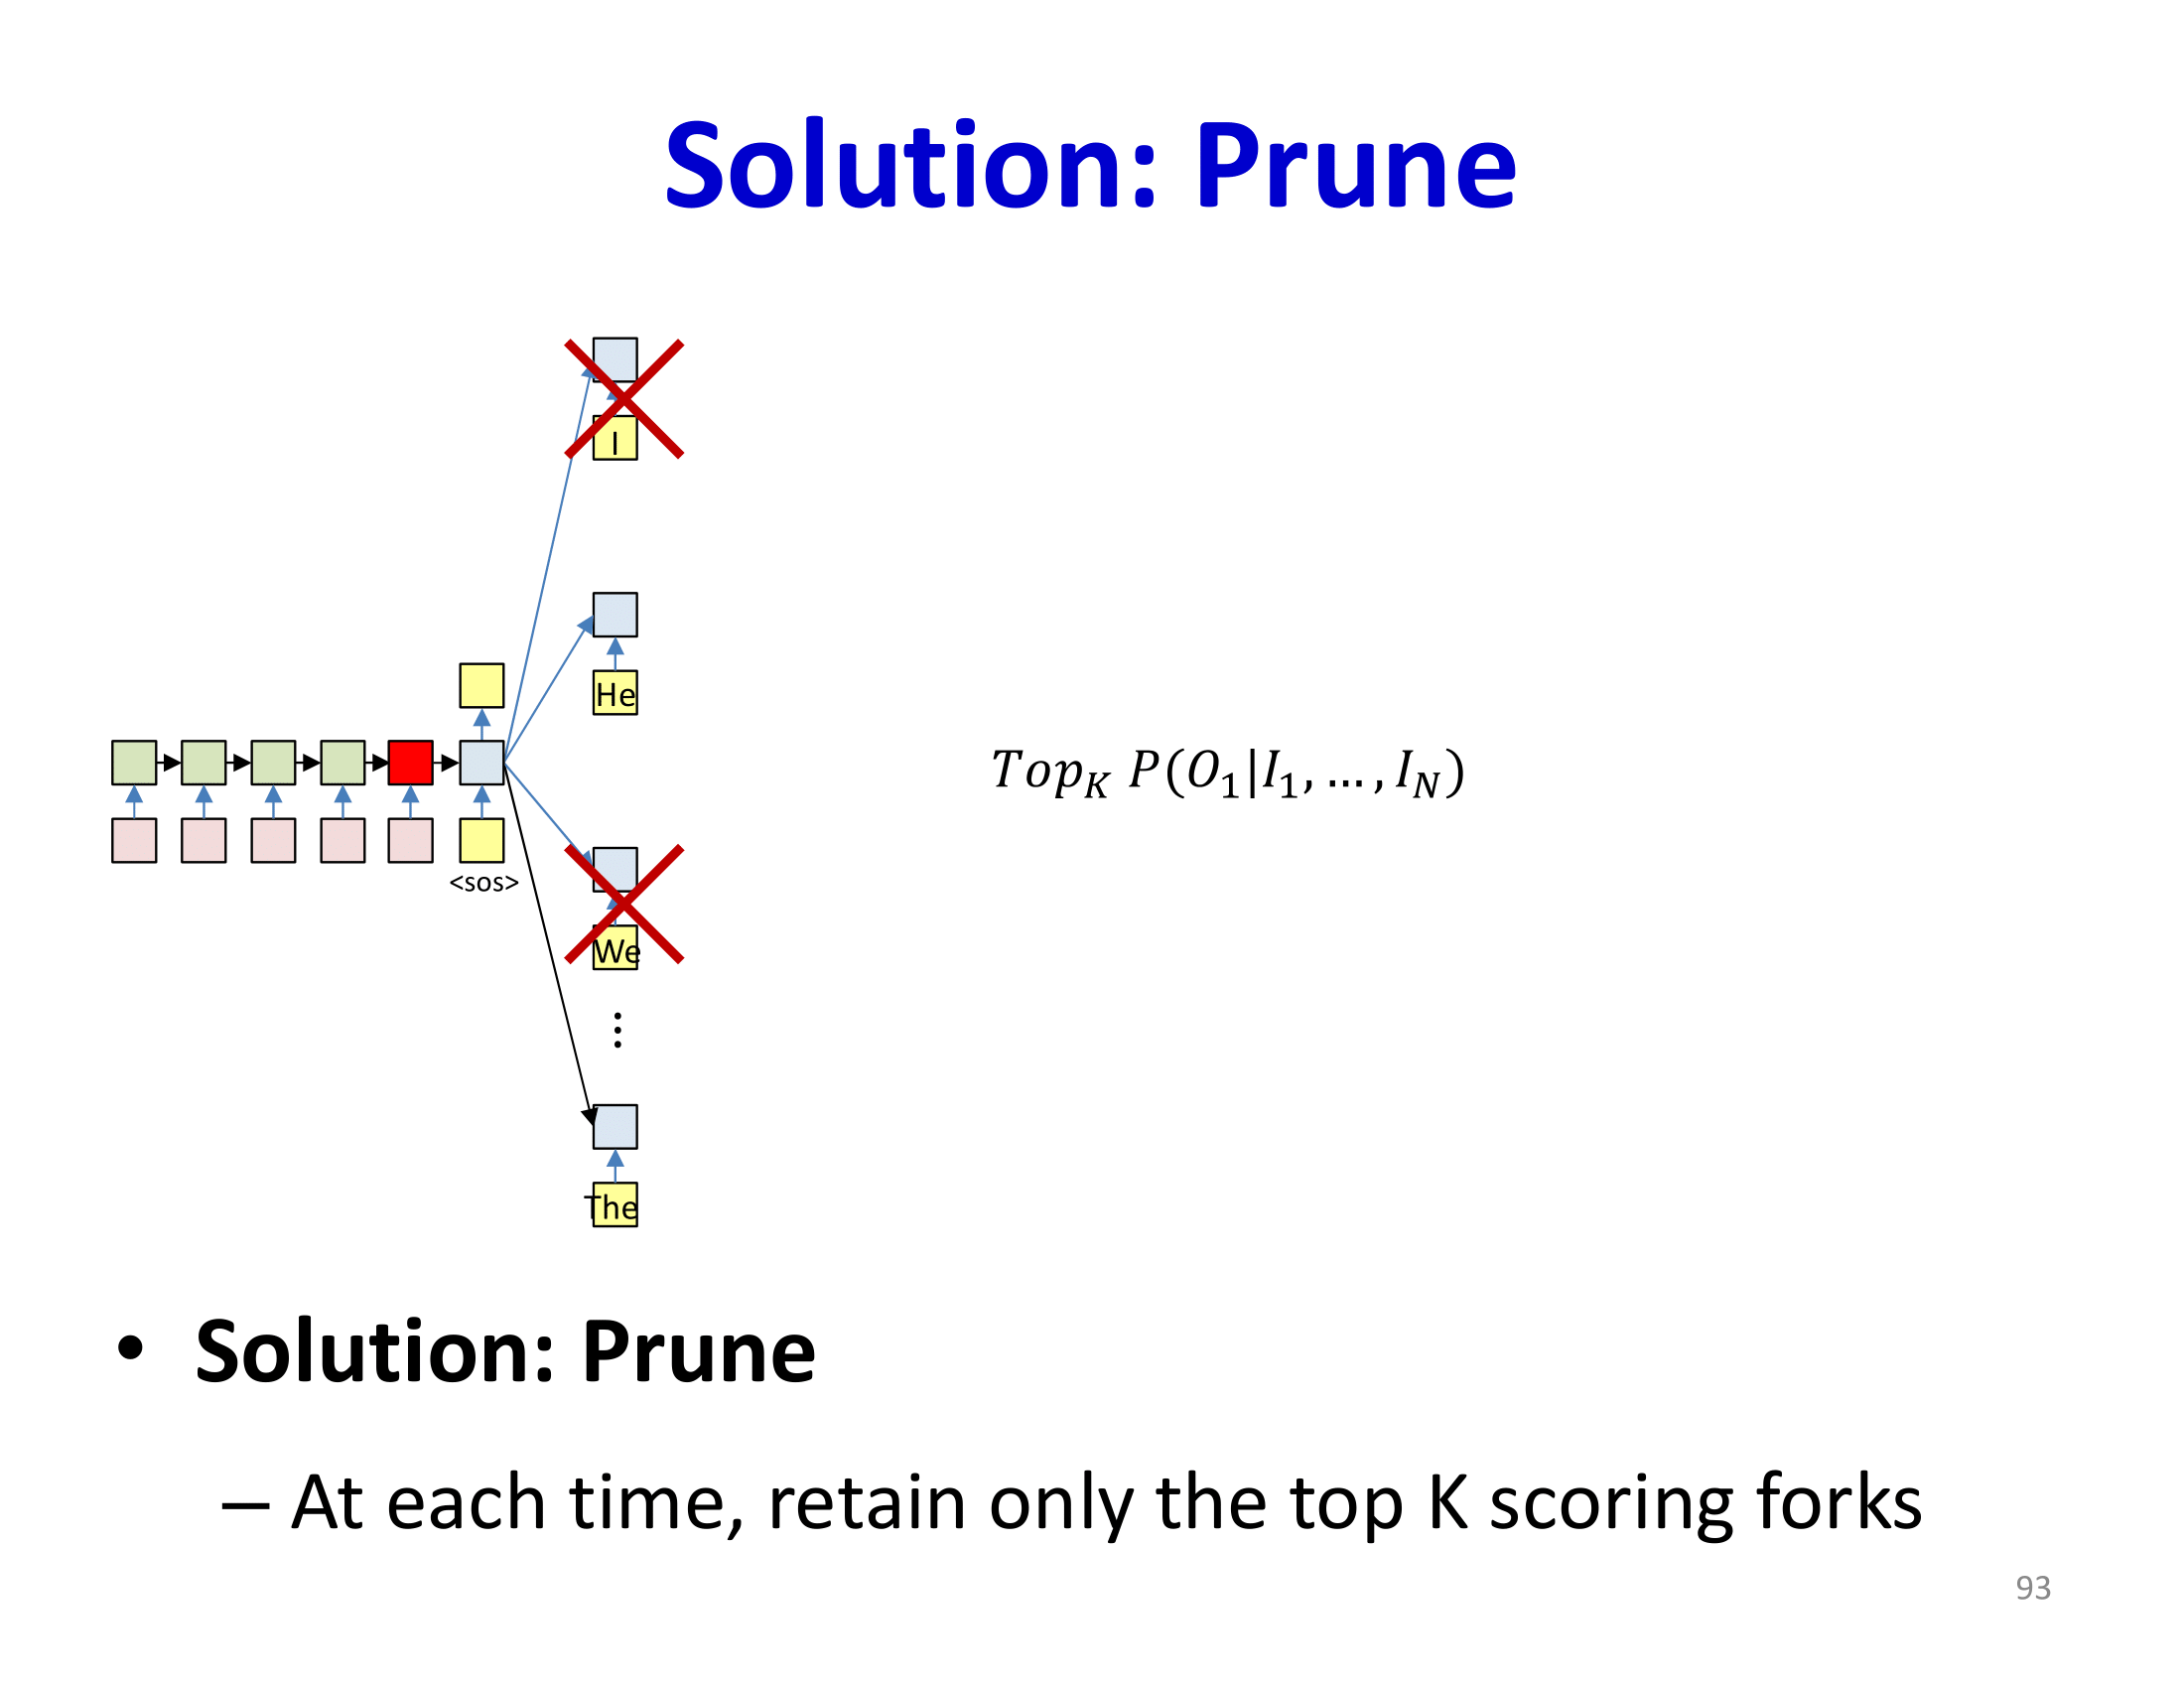 Solution: Prune
I
He
Top_K P(O_1|I_1, …, I_N)
<sos>
We
⋮
The
• Solution: Prune
– At each time, retain only the top K scoring forks
93